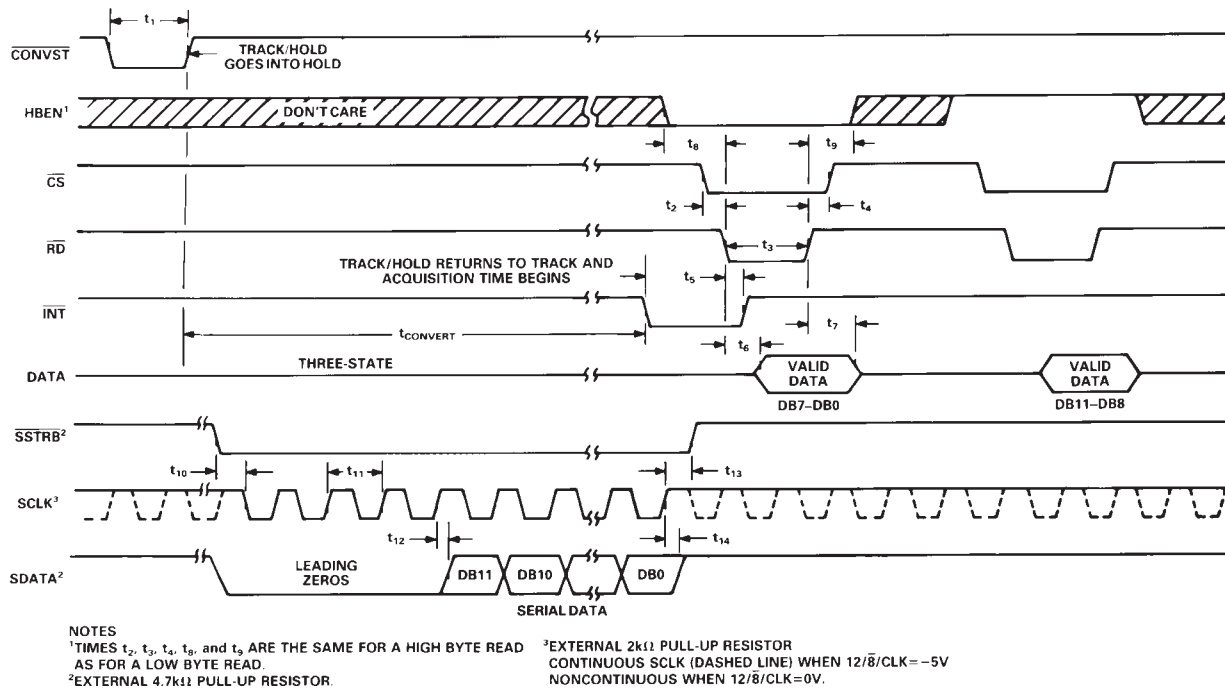 t₁
CONVST
TRACK/HOLD
GOES INTO HOLD
HBEN¹
DON'T CARE
t₈
t₉
CS
t₂
t₄
RD
t₃
TRACK/HOLD RETURNS TO TRACK AND
ACQUISITION TIME BEGINS
t₅
INT
tCONVERT
t₇
t₆
THREE-STATE
DATA
VALID
DATA
VALID
DATA
DB7–DB0
DB11–DB8
SSTRB²
t₁₀
t₁₁
t₁₃
SCLK³
t₁₂
t₁₄
SDATA²
LEADING
ZEROS
DB11
DB10
DB0
SERIAL DATA
NOTES
¹TIMES t₂, t₃, t₄, t₈, and t₉ ARE THE SAME FOR A HIGH BYTE READ
AS FOR A LOW BYTE READ.
²EXTERNAL 4.7kΩ PULL-UP RESISTOR.
³EXTERNAL 2kΩ PULL-UP RESISTOR
CONTINUOUS SCLK (DASHED LINE) WHEN 12/8̅/CLK=−5V
NONCONTINUOUS WHEN 12/8̅/CLK=0V.